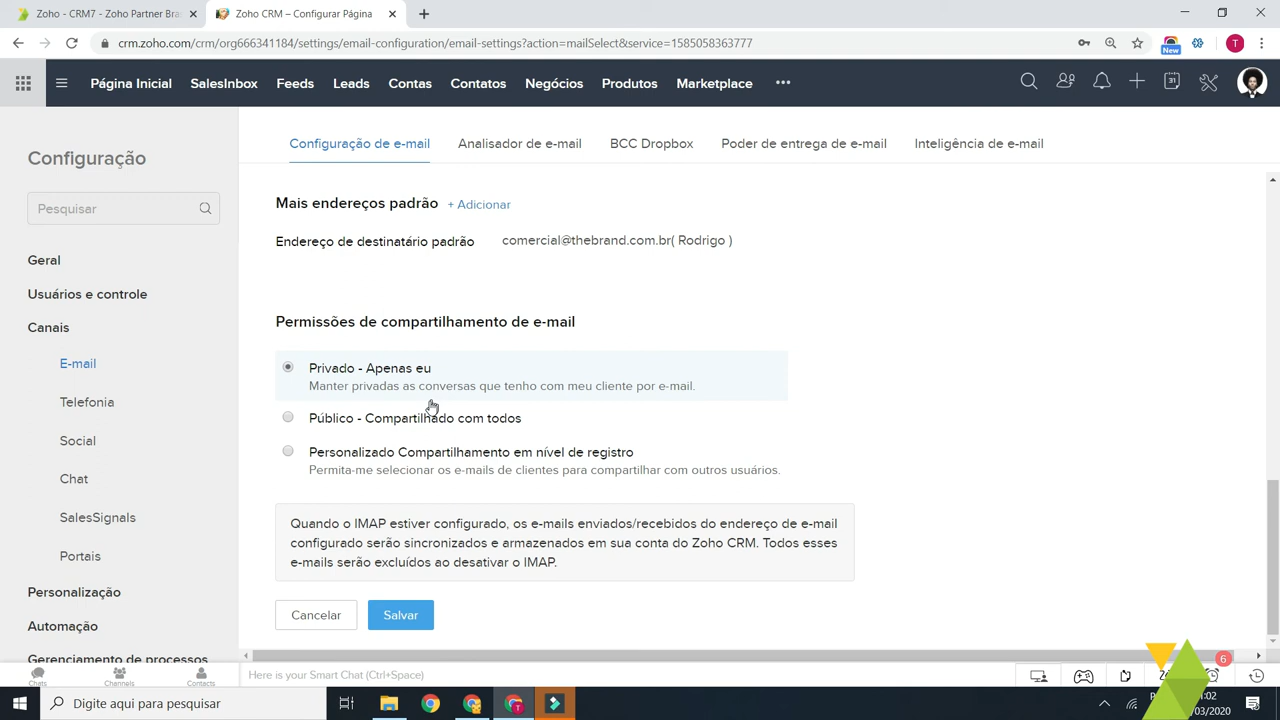 Zoho - CRM7 - Zoho Partner Bra
Zoho CRM – Configurar Página
crm.zoho.com/crm/org666341184/settings/email-configuration/email-settings?action=mailSelect&service=1585058363777
New
T
Página Inicial
SalesInbox
Feeds
Leads
Contas
Contatos
Negócios
Produtos
Marketplace
31
Configuração
Pesquisar
Geral
Usuários e controle
Canais
E-mail
Telefonia
Social
Chat
SalesSignals
Portais
Personalização
Automação
Gerenciamento de processos
Configuração de e-mail
Analisador de e-mail
BCC Dropbox
Poder de entrega de e-mail
Inteligência de e-mail
Mais endereços padrão + Adicionar
Endereço de destinatário padrão comercial@thebrand.com.br( Rodrigo )
Permissões de compartilhamento de e-mail
Privado - Apenas eu
Manter privadas as conversas que tenho com meu cliente por e-mail.
Público - Compartilhado com todos
Personalizado Compartilhamento em nível de registro
Permita-me selecionar os e-mails de clientes para compartilhar com outros usuários.
Quando o IMAP estiver configurado, os e-mails enviados/recebidos do endereço de e-mail
configurado serão sincronizados e armazenados em sua conta do Zoho CRM. Todos esses
e-mails serão excluídos ao desativar o IMAP.
Cancelar
Salvar
Chats
Channels
Contacts
Here is your Smart Chat (Ctrl+Space)
6
Digite aqui para pesquisar